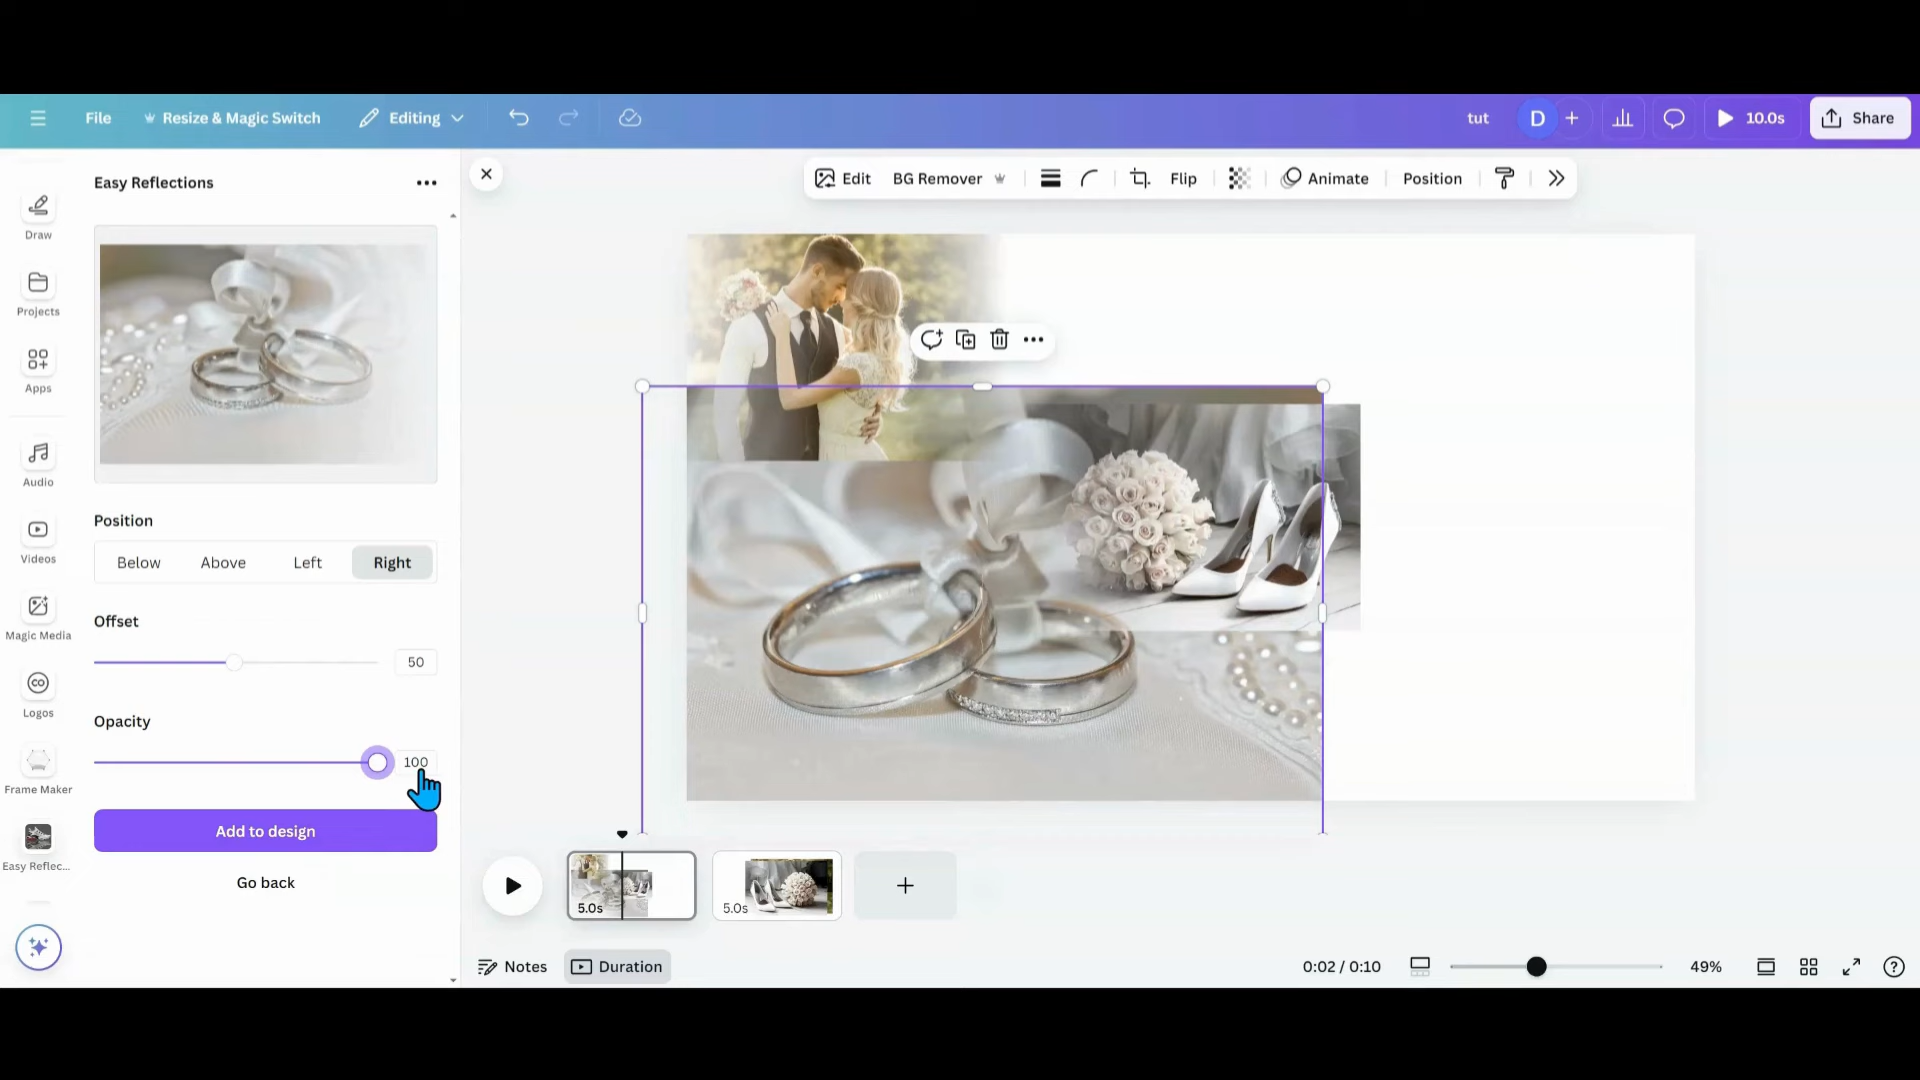 File
Resize & Magic Switch
Editing
tut
D
10.0s
Share
Easy Reflections
Edit
BG Remover
Flip
Animate
Position
Draw
Projects
Apps
Audio
Videos
Magic Media
Logos
Frame Maker
Easy Reflec...
Position
Below
Above
Left
Right
Offset
50
Opacity
100
Add to design
Go back
5.0s
5.0s
Notes
Duration
0:02 / 0:10
49%